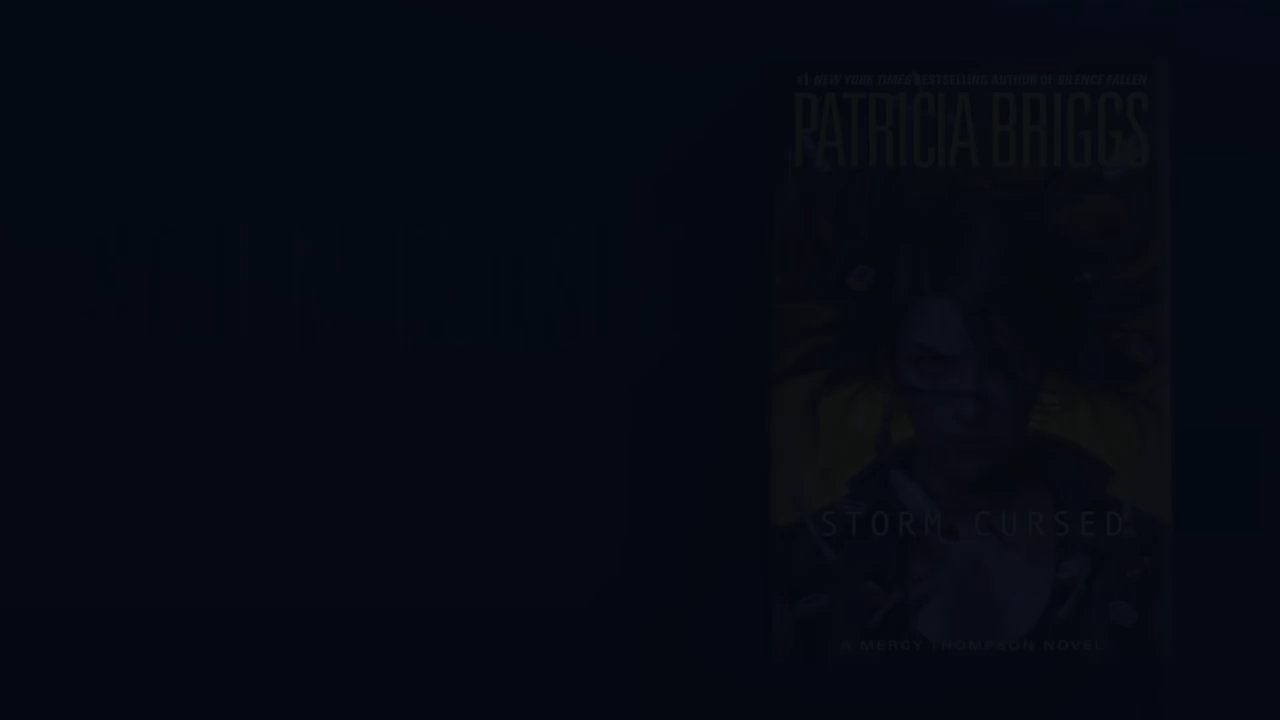 #1 NEW YORK TIMES BESTSELLING AUTHOR OF SILENCE FALLEN
PATRICIA BRIGGS
STORM CURSED
A MERCY THOMPSON NOVEL